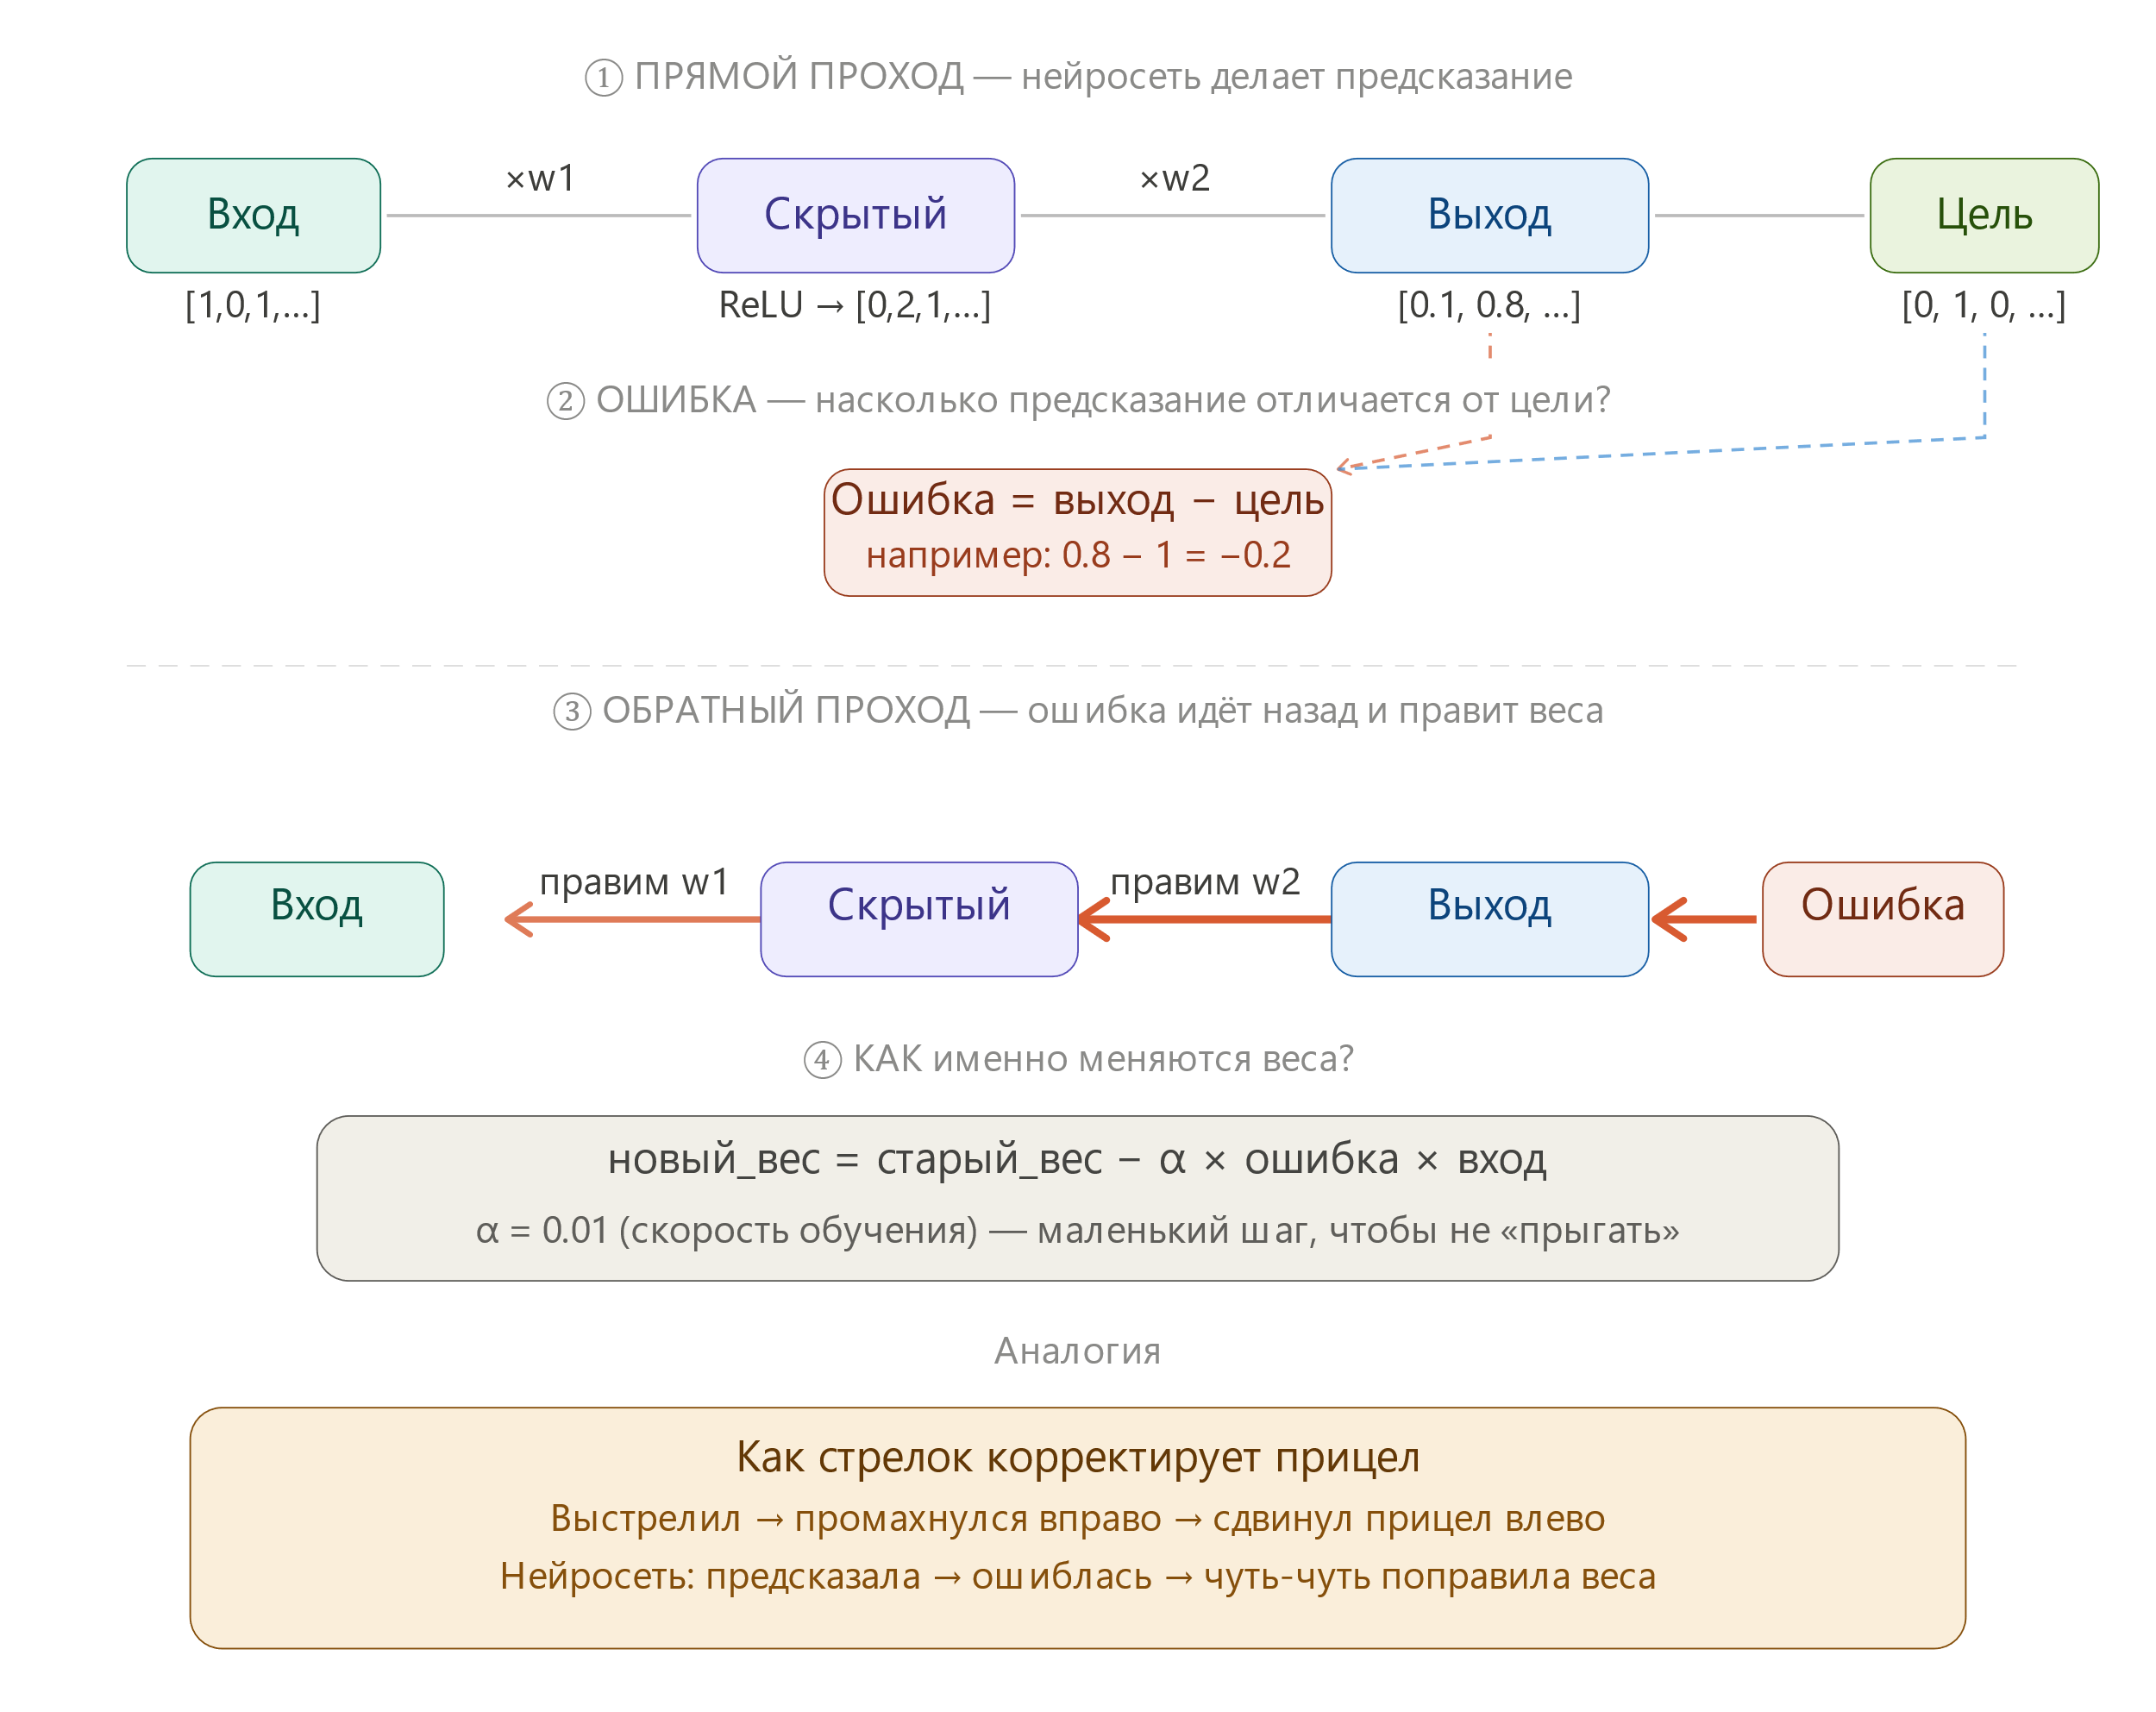 ① ПРЯМОЙ ПРОХОД — нейросеть делает предсказание
×w1
×w2
Вход
Скрытый
Выход
Цель
[1,0,1,...]
ReLU → [0,2,1,...]
[0.1, 0.8, ...]
[0, 1, 0, ...]
② ОШИБКА — насколько предсказание отличается от цели?
Ошибка = выход − цель
например: 0.8 − 1 = −0.2
③ ОБРАТНЫЙ ПРОХОД — ошибка идёт назад и правит веса
правим w1
правим w2
Вход
Скрытый
Выход
Ошибка
④ КАК именно меняются веса?
новый_вес = старый_вес − α × ошибка × вход
α = 0.01 (скорость обучения) — маленький шаг, чтобы не «прыгать»
Аналогия
Как стрелок корректирует прицел
Выстрелил → промахнулся вправо → сдвинул прицел влево
Нейросеть: предсказала → ошиблась → чуть-чуть поправила веса